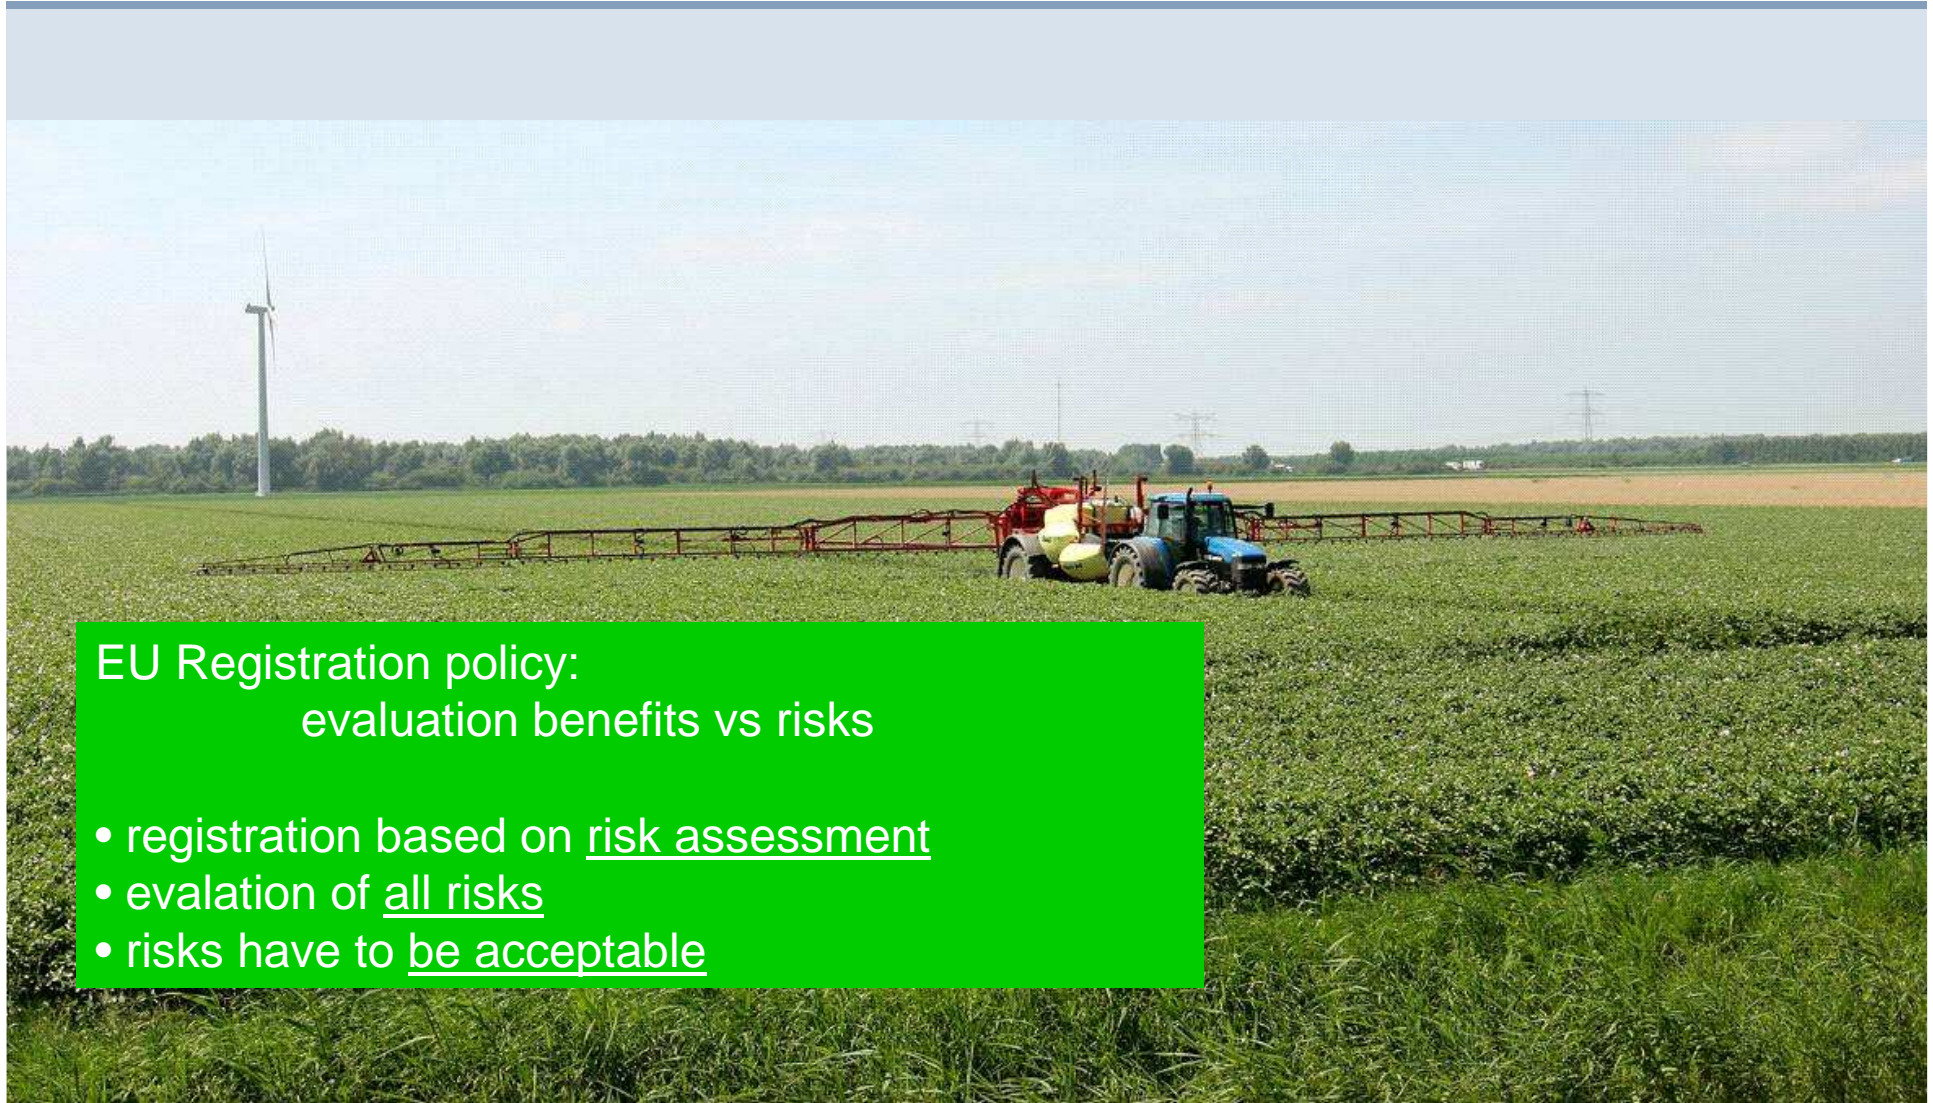 EU Registration policy:
evaluation benefits vs risks
• registration based on risk assessment
• evalation of all risks
• risks have to be acceptable